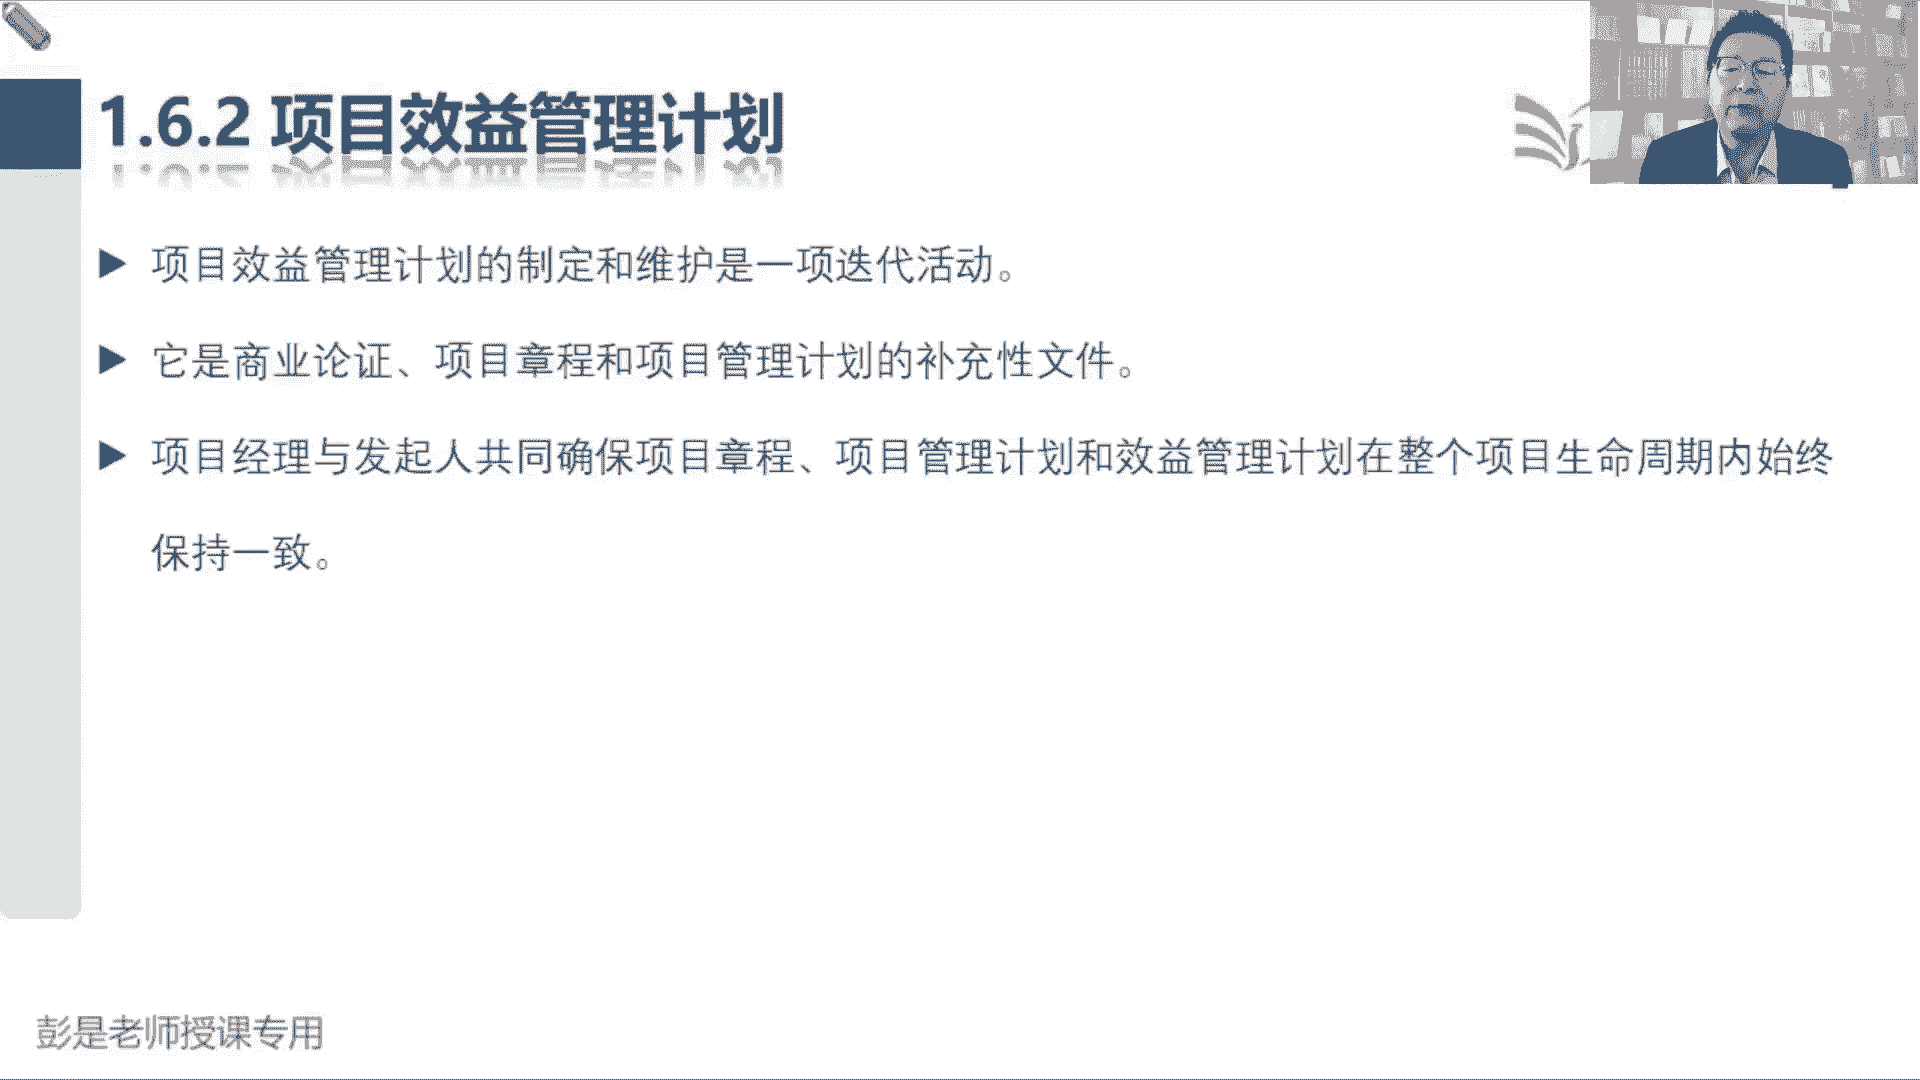 1.6.2 项目效益管理计划
项目效益管理计划的制定和维护是一项迭代活动。
它是商业论证、项目章程和项目管理计划的补充性文件。
项目经理与发起人共同确保项目章程、项目管理计划和效益管理计划在整个项目生命周期内始终
保持一致。
彭是老师授课专用